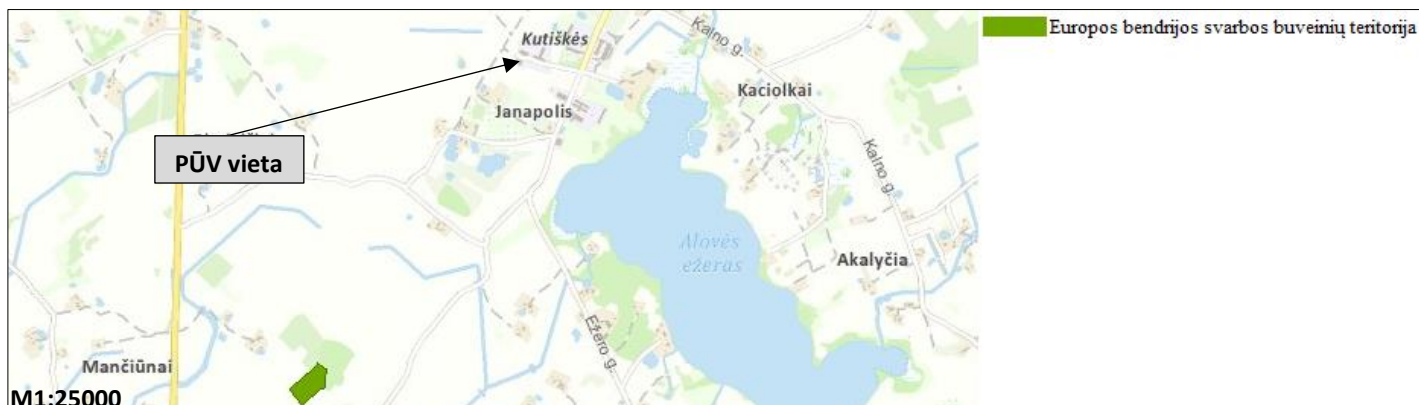 Europos bendrijos svarbos buveinių teritorija
Kutiškės
Kalno g.
Kaciolkai
Janapolis
PŪV vieta
Kalno g.
Alovės
ežeras
Akalyčia
Ežero g.
Mančiūnai
M1:25000